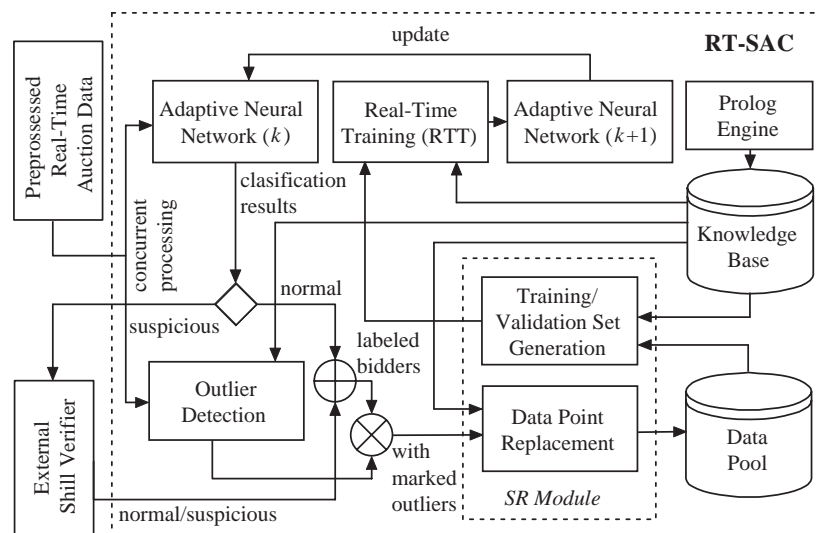 update
RT-SAC
Preprossessed
Real-Time
Auction Data
Adaptive Neural
Network (k)
Real-Time
Training (RTT)
Adaptive Neural
Network (k+1)
Prolog
Engine
clasification
results
concurrent
processing
Knowledge
Base
normal
suspicious
Training/
Validation Set
Generation
labeled
bidders
Outlier
Detection
External
Shill Verifier
Data Point
Replacement
Data
Pool
with
marked
outliers
SR Module
normal/suspicious